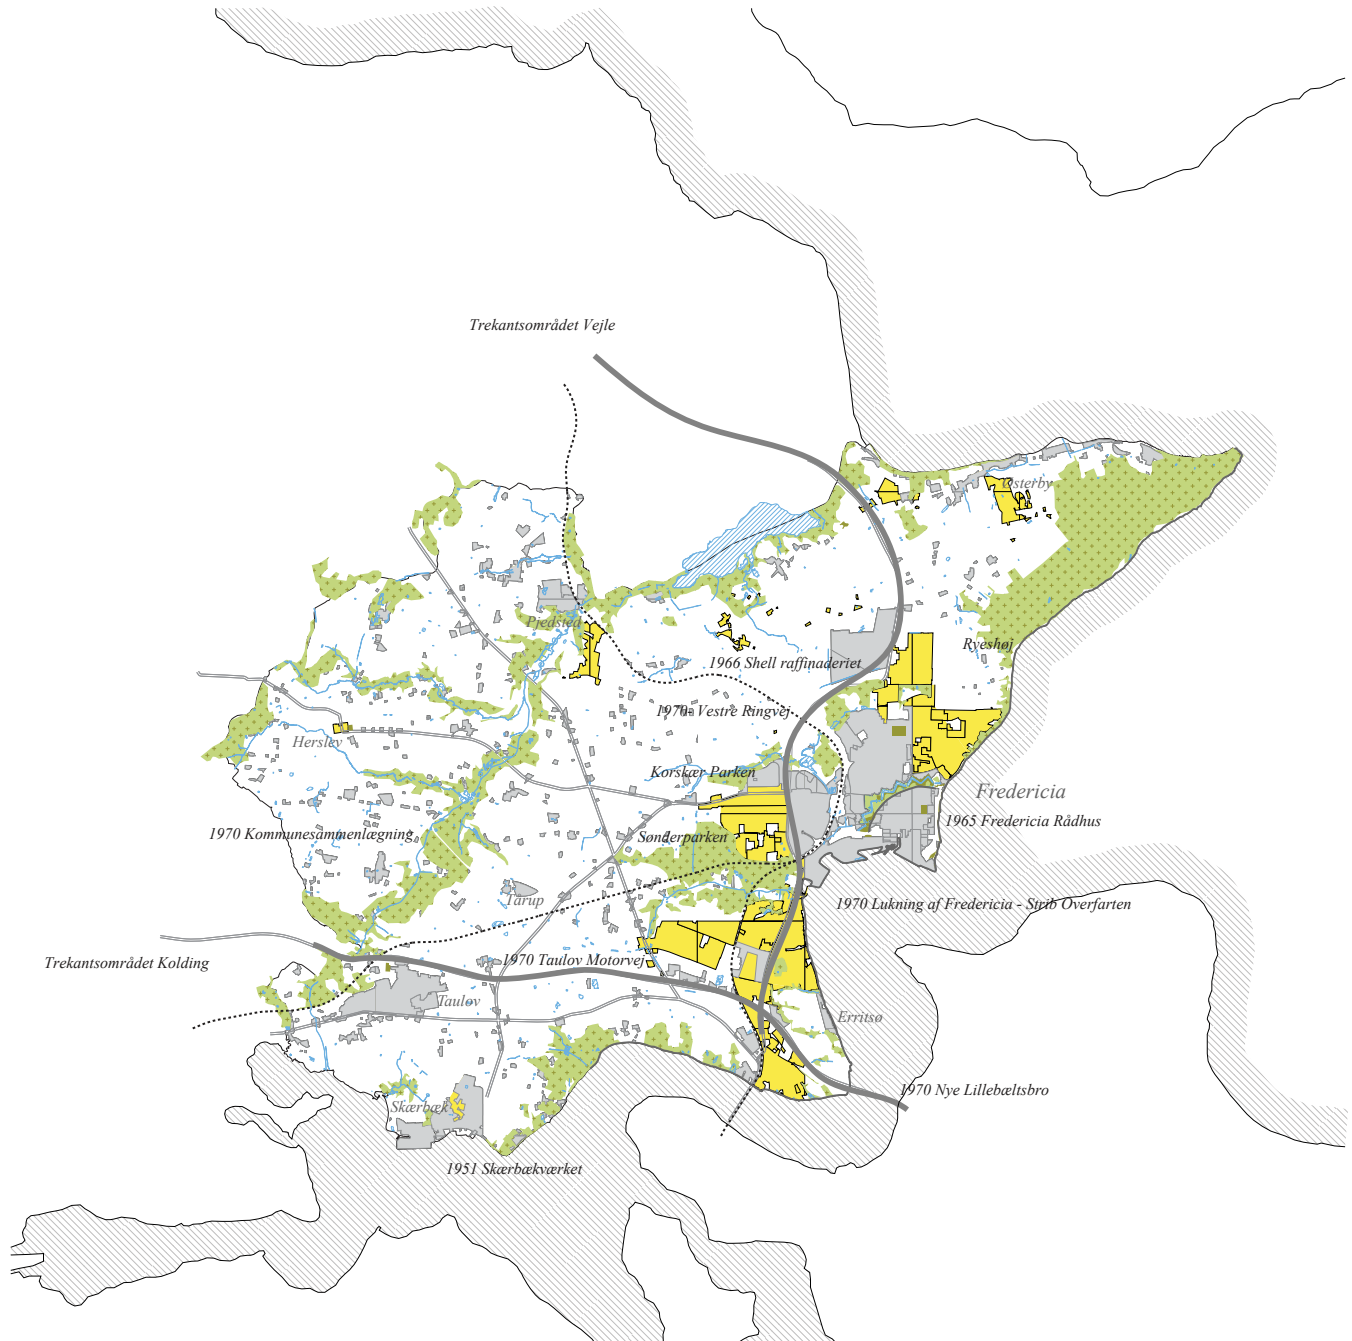 Trekantsområdet Vejle
Østerby
Pjedsted
Ryeshøj
1966 Shell raffinaderiet
1970- Vestre Ringvej
Herslev
Korskær Parken
Fredericia
1965 Fredericia Rådhus
1970 Kommunesammenlægning
Sønderparken
Tårup
1970 Lukning af Fredericia - Strib Overfarten
Trekantsområdet Kolding
1970 Taulov Motorvej
Taulov
Erritsø
1970 Nye Lillebæltsbro
Skærbæk
1951 Skærbækværket